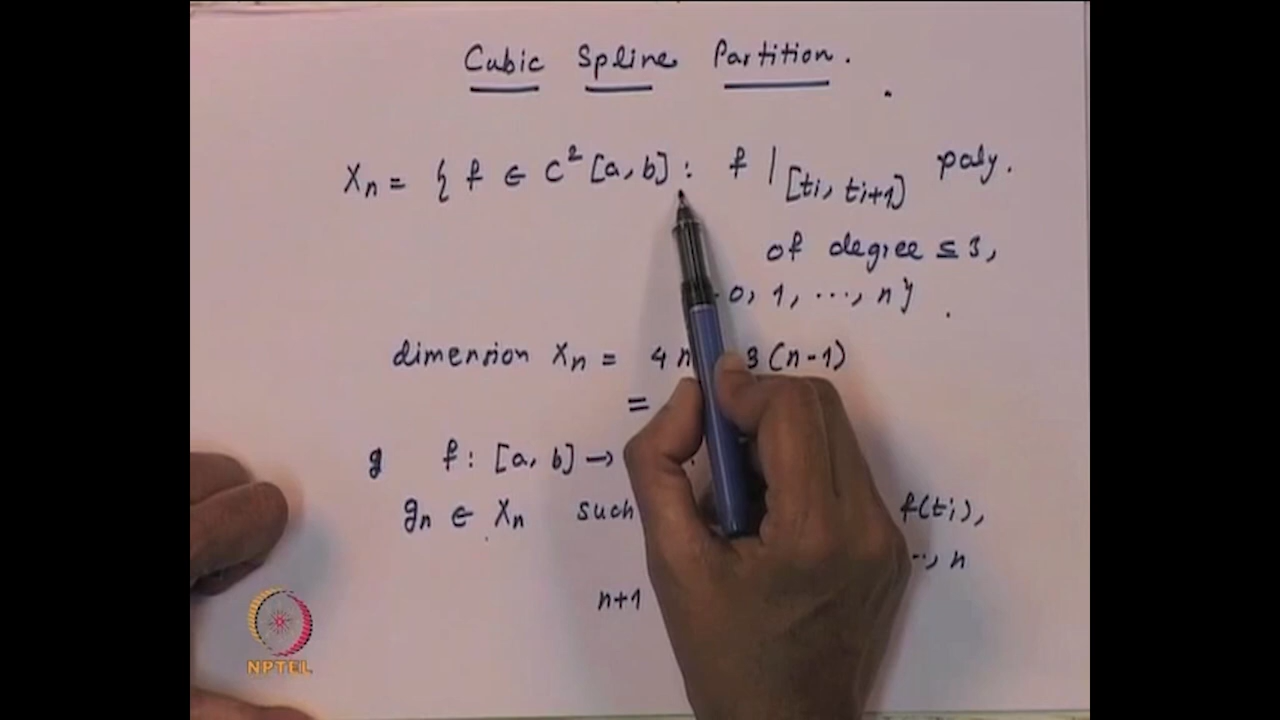 Cubic Spline Partition.
Xn = { f ∈ C² [a, b] : f | [ti, ti+1] poly.
of degree ≤ 3,
0, 1, ..., n }
dimension Xn = 4n 3(n-1)
=
g f : [a, b] →
gn ∈ Xn such f(ti),
.., n
n+1
NPTEL